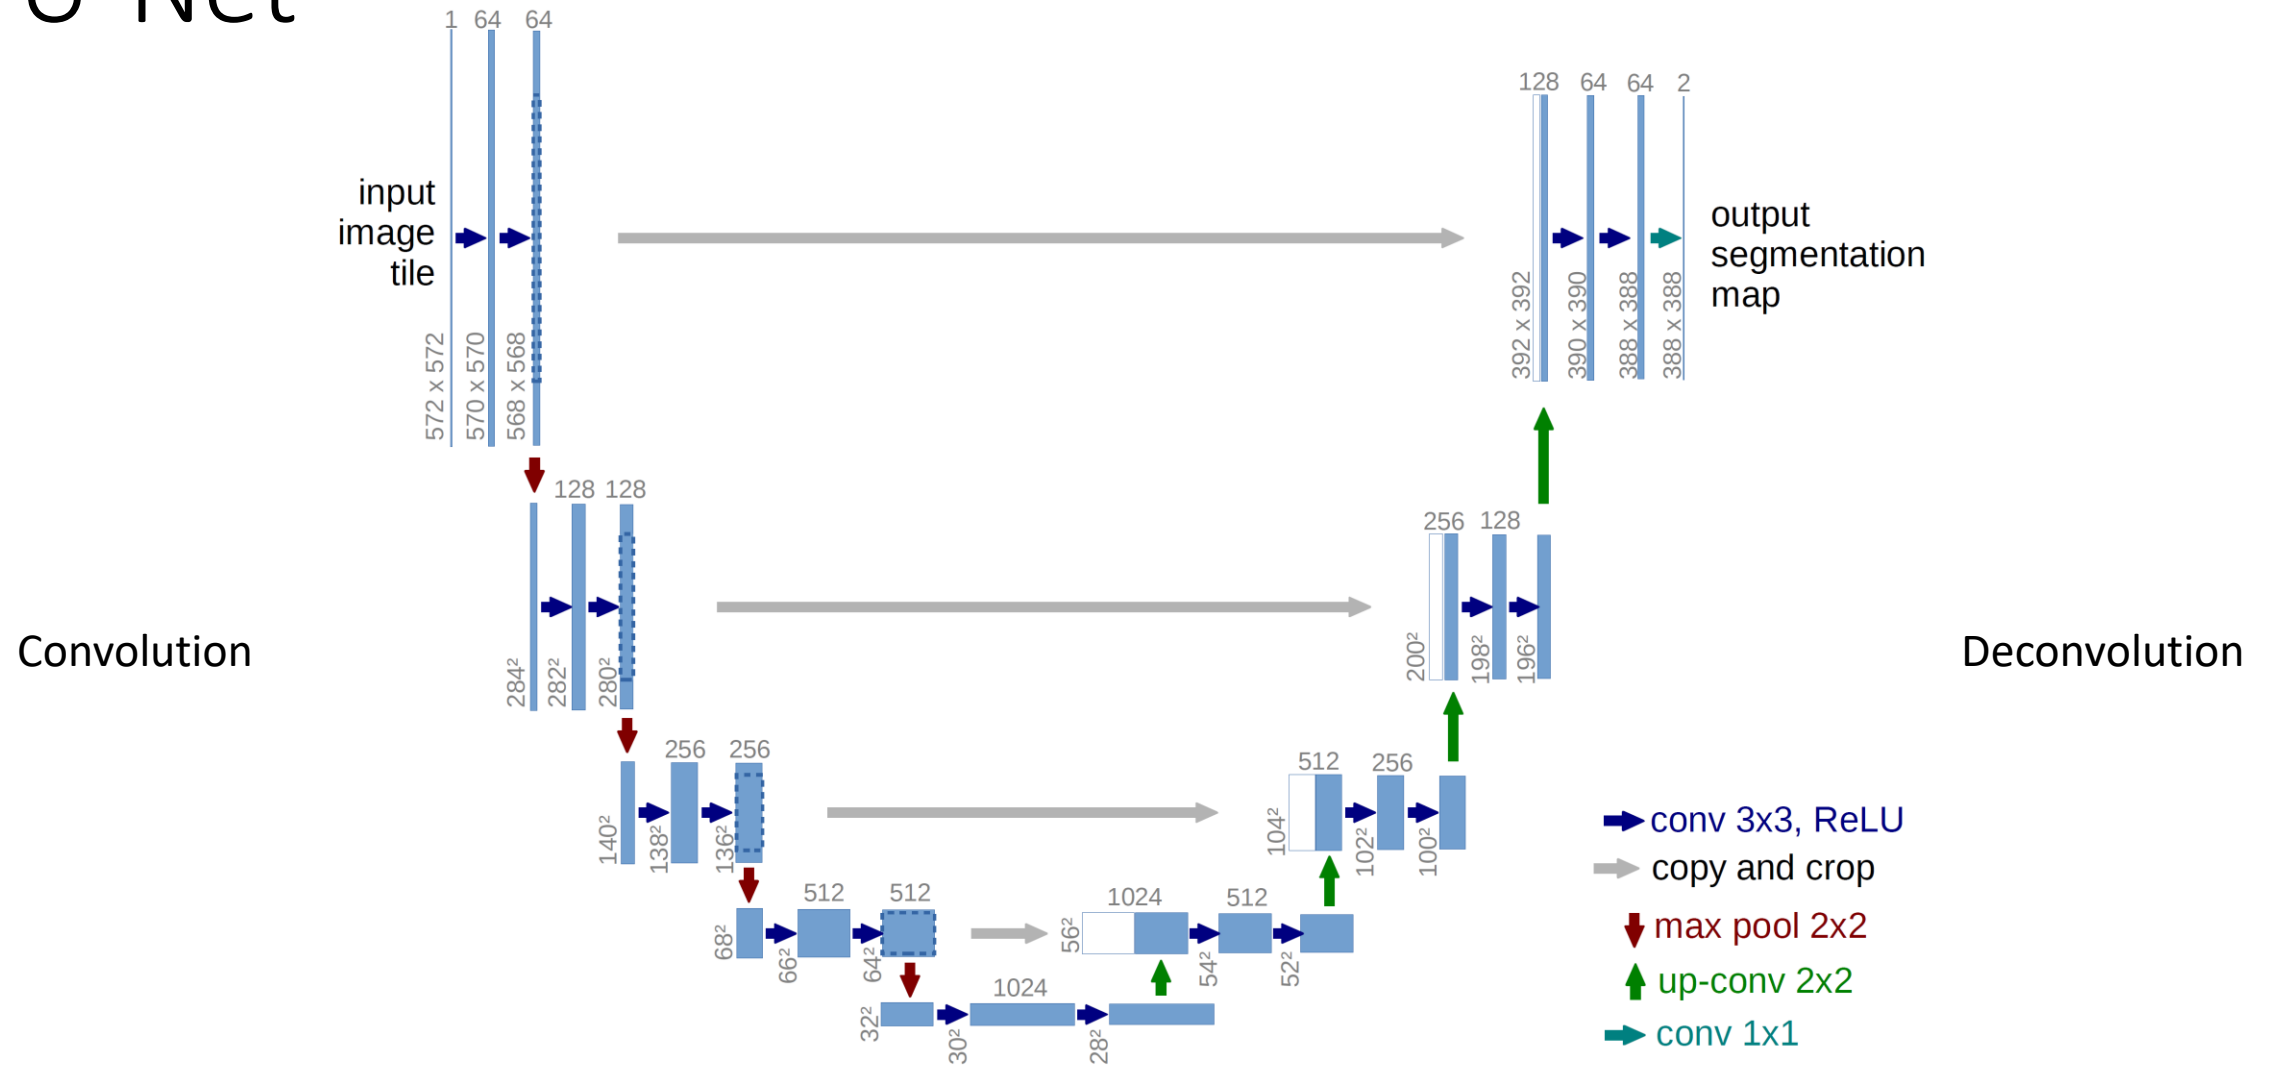 U-Net
1 64 64
128 64 64 2
input
image
tile
572 x 572
570 x 570
568 x 568
392 x 392
390 x 390
388 x 388
388 x 388
output
segmentation
map
128 128
284²
282²
280²
256 128
200²
198²
196²
Convolution
Deconvolution
256 256
140²
138²
136²
512 256
104²
102²
100²
512 512
68²
66²
64²
1024 512
56²
54²
52²
1024
32²
30²
28²
conv 3x3, ReLU
copy and crop
max pool 2x2
up-conv 2x2
conv 1x1